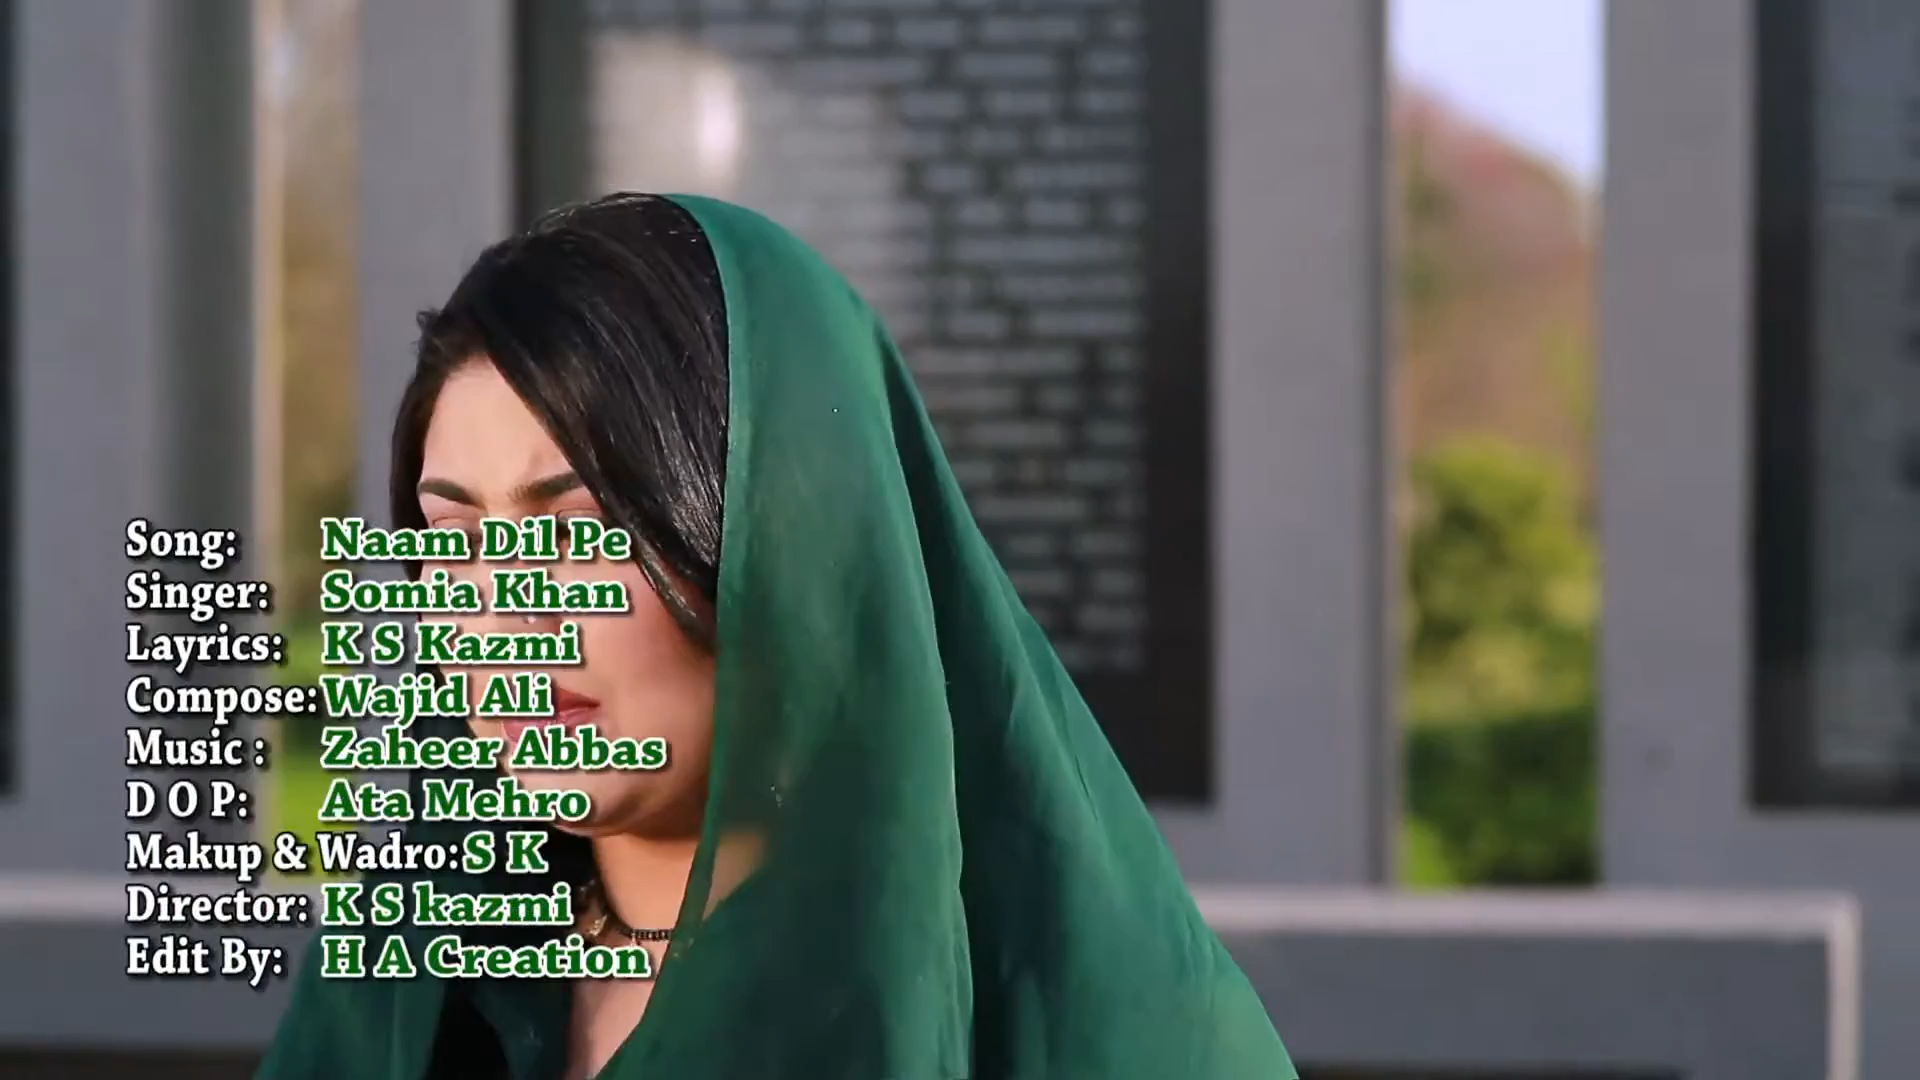 Song: Naam Dil Pe
Singer: Somia Khan
Layrics: K S Kazmi
Compose: Wajid Ali
Music : Zaheer Abbas
D O P: Ata Mehro
Makup & Wadro: S K
Director: K S kazmi
Edit By: H A Creation